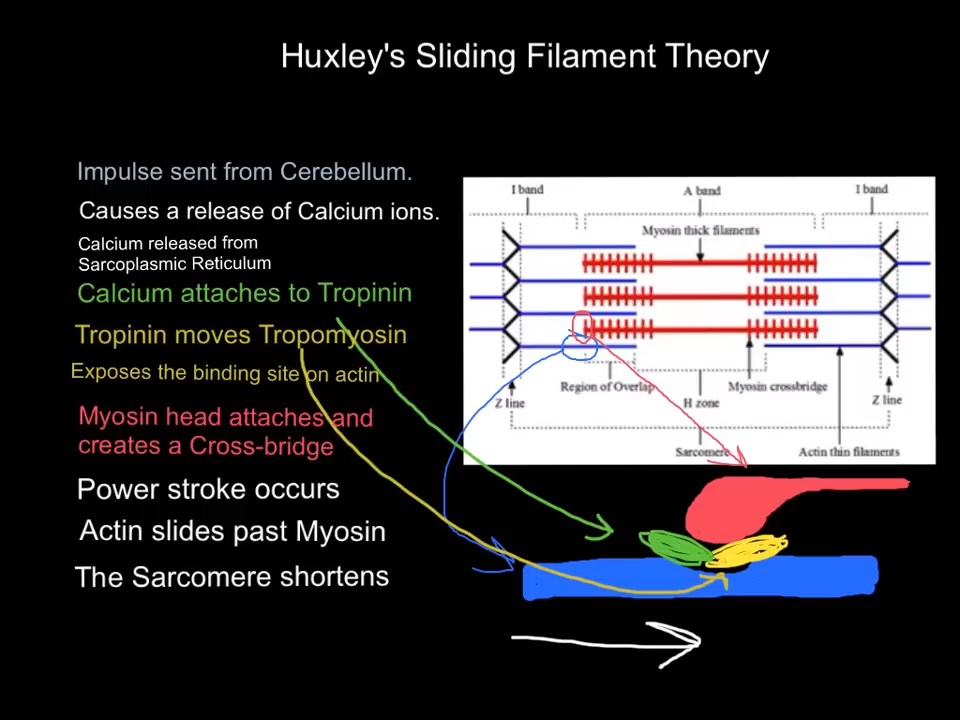 Huxley's Sliding Filament Theory
Impulse sent from Cerebellum.
Causes a release of Calcium ions.
Calcium released from
Sarcoplasmic Reticulum
Calcium attaches to Tropinin
Tropinin moves Tropomyosin
Exposes the binding site on actin
Myosin head attaches and
creates a Cross-bridge
Power stroke occurs
Actin slides past Myosin
The Sarcomere shortens
I band
A band
I band
Myosin thick filaments
Region of Overlap
H zone
Myosin crossbridge
Z line
Z line
Sarcomere
Actin thin filaments